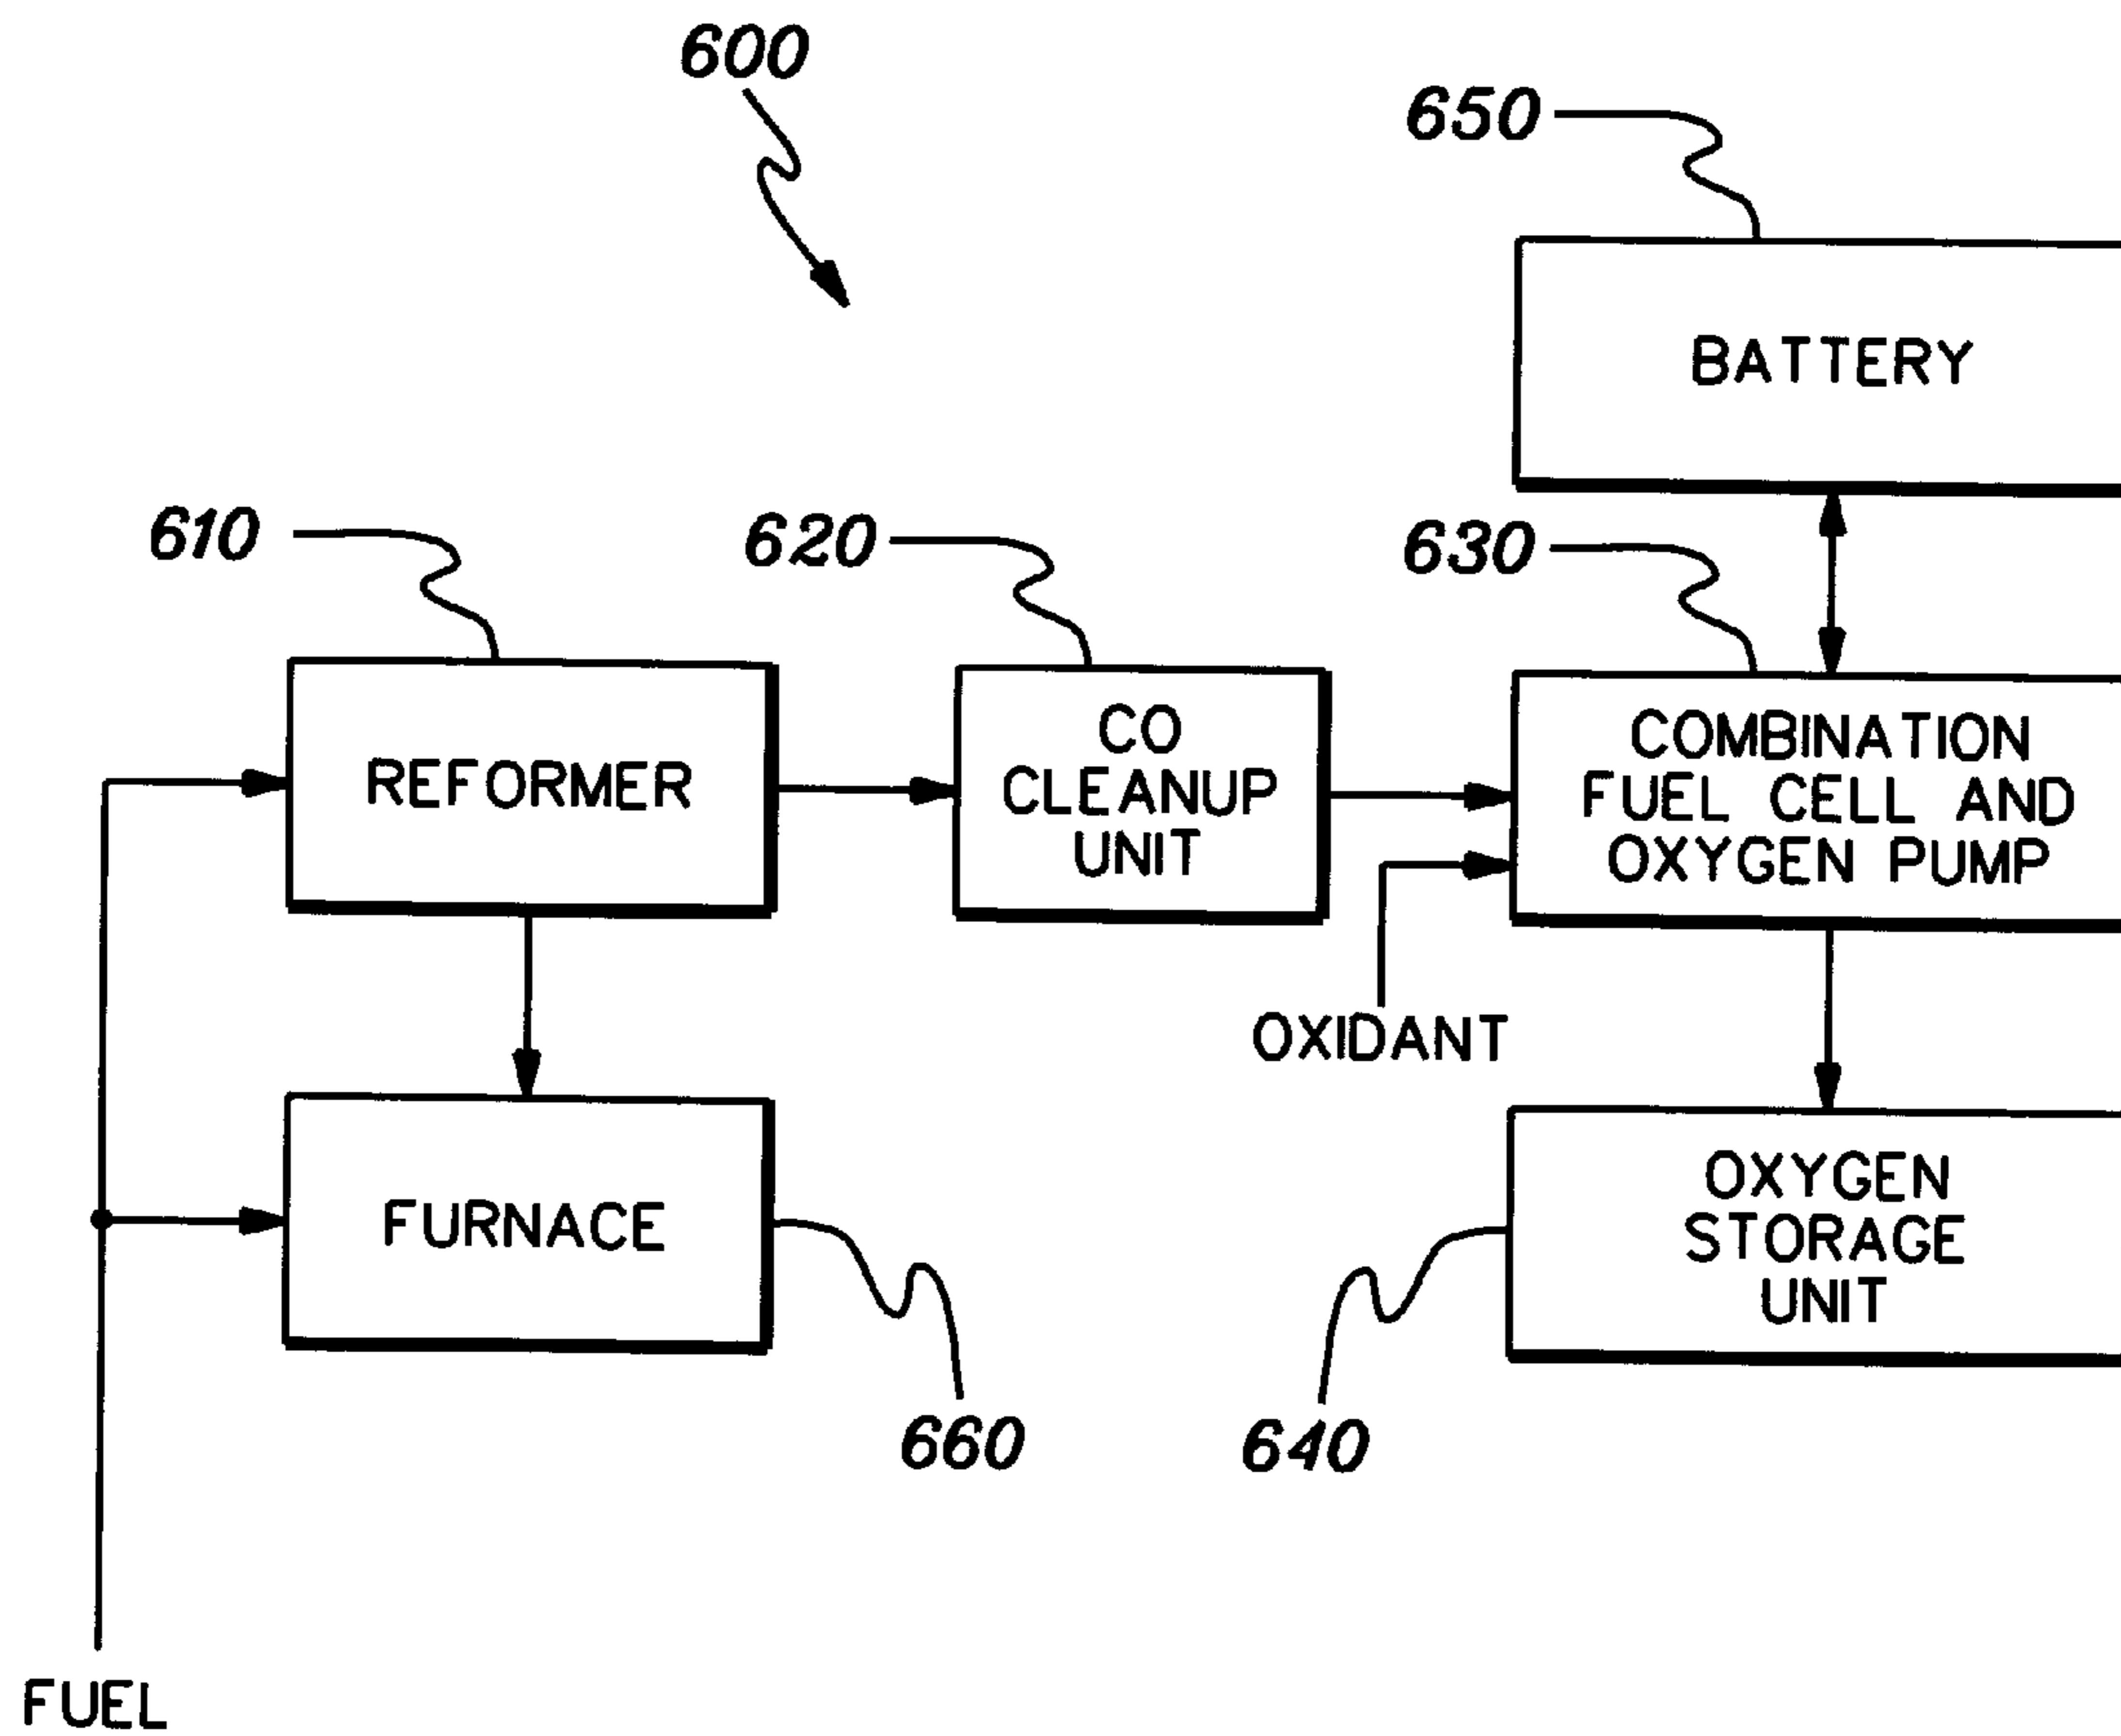 600
650
BATTERY
610
620
630
REFORMER
CO
CLEANUP
UNIT
COMBINATION
FUEL CELL AND
OXYGEN PUMP
OXIDANT
FURNACE
OXYGEN
STORAGE
UNIT
660
640
FUEL